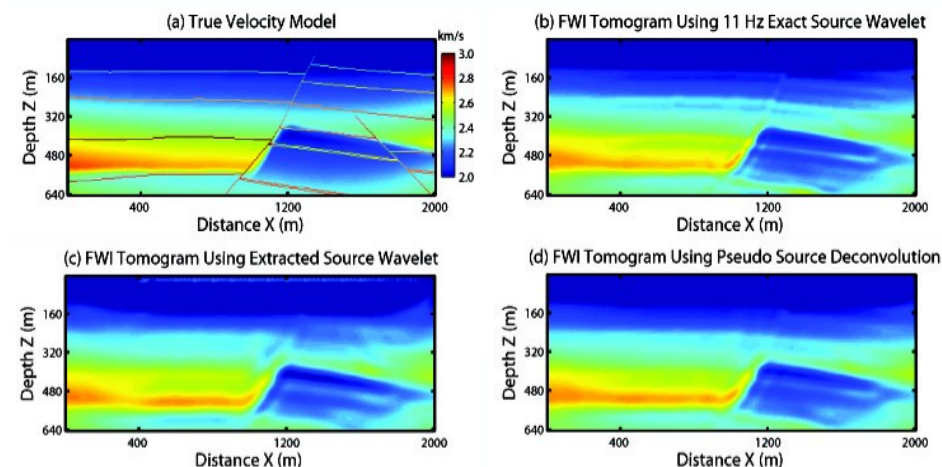 (a) True Velocity Model
km/s
3.0
2.8
2.6
2.4
2.2
2.0
160
320
480
640
Depth Z (m)
400
1200
2000
Distance X (m)
(b) FWI Tomogram Using 11 Hz Exact Source Wavelet
160
320
480
640
Depth Z (m)
400
1200
2000
Distance X (m)
(c) FWI Tomogram Using Extracted Source Wavelet
160
320
480
640
Depth Z (m)
400
1200
2000
Distance X (m)
(d) FWI Tomogram Using Pseudo Source Deconvolution
160
320
480
640
Depth Z (m)
400
1200
2000
Distance X (m)